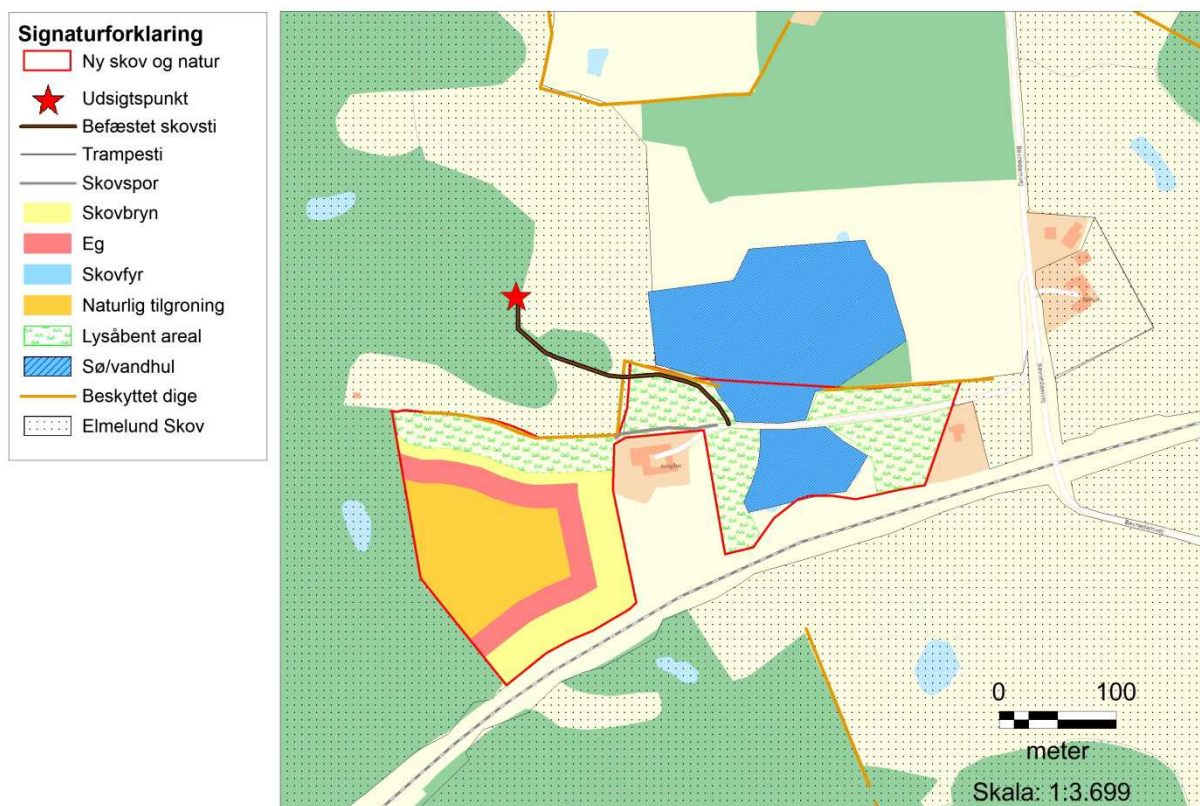 Signaturforklaring
Ny skov og natur
Udsigtspunkt
Befæstet skovsti
Trampesti
Skovspor
Skovbryn
Eg
Skovfyr
Naturlig tilgroning
Lysåbent areal
Sø/vandhul
Beskyttet dige
Elmelund Skov
0 100
meter
Skala: 1:3.699